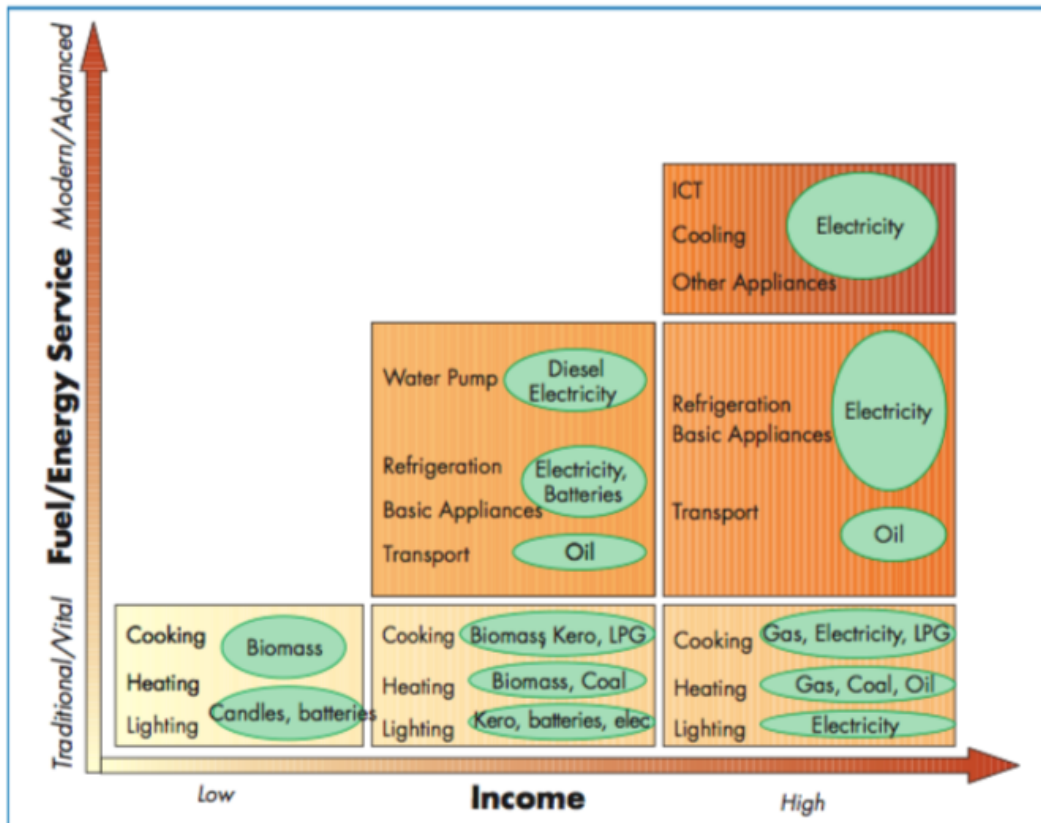 Fuel/Energy Service
Traditional/Vital
Modern/Advanced
ICT
Cooling
Other Appliances
Electricity
Water Pump
Diesel
Electricity
Refrigeration
Basic Appliances
Electricity,
Batteries
Transport
Oil
Refrigeration
Basic Appliances
Electricity
Transport
Oil
Cooking
Heating
Biomass
Lighting
Candles, batteries
Cooking
Biomass, Kero, LPG
Heating
Biomass, Coal
Lighting
Kero, batteries, elec
Cooking
Gas, Electricity, LPG
Heating
Gas, Coal, Oil
Lighting
Electricity
Low
Income
High